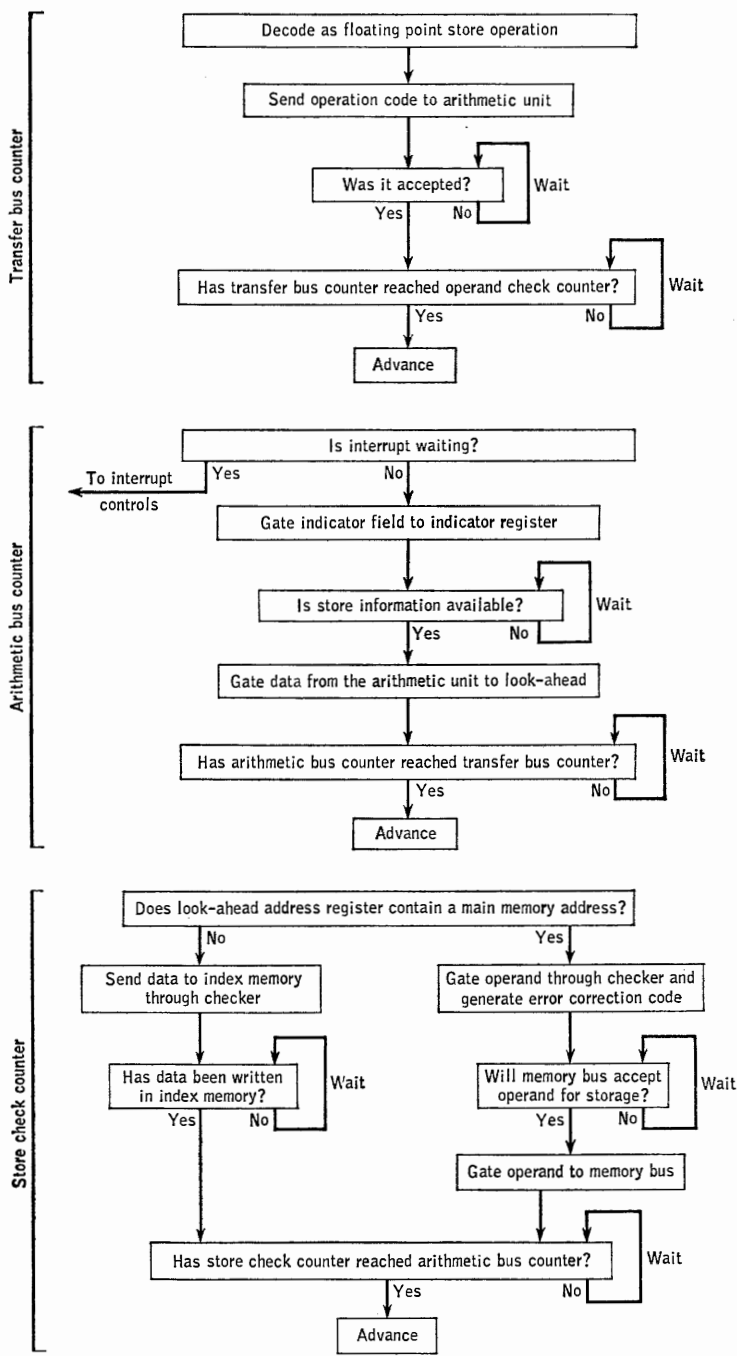 Transfer bus counter
Decode as floating point store operation
Send operation code to arithmetic unit
Was it accepted?
Wait
Yes
No
Has transfer bus counter reached operand check counter?
Wait
Yes
No
Advance
Arithmetic bus counter
Is interrupt waiting?
To interrupt
controls
Yes
No
Gate indicator field to indicator register
Is store information available?
Wait
Yes
No
Gate data from the arithmetic unit to look-ahead
Has arithmetic bus counter reached transfer bus counter?
Wait
Yes
No
Advance
Store check counter
Does look-ahead address register contain a main memory address?
No
Yes
Send data to index memory
through checker
Has data been written
in index memory?
Wait
Yes
No
Gate operand through checker and
generate error correction code
Will memory bus accept
operand for storage?
Wait
Yes
No
Gate operand to memory bus
Has store check counter reached arithmetic bus counter?
Wait
Yes
No
Advance